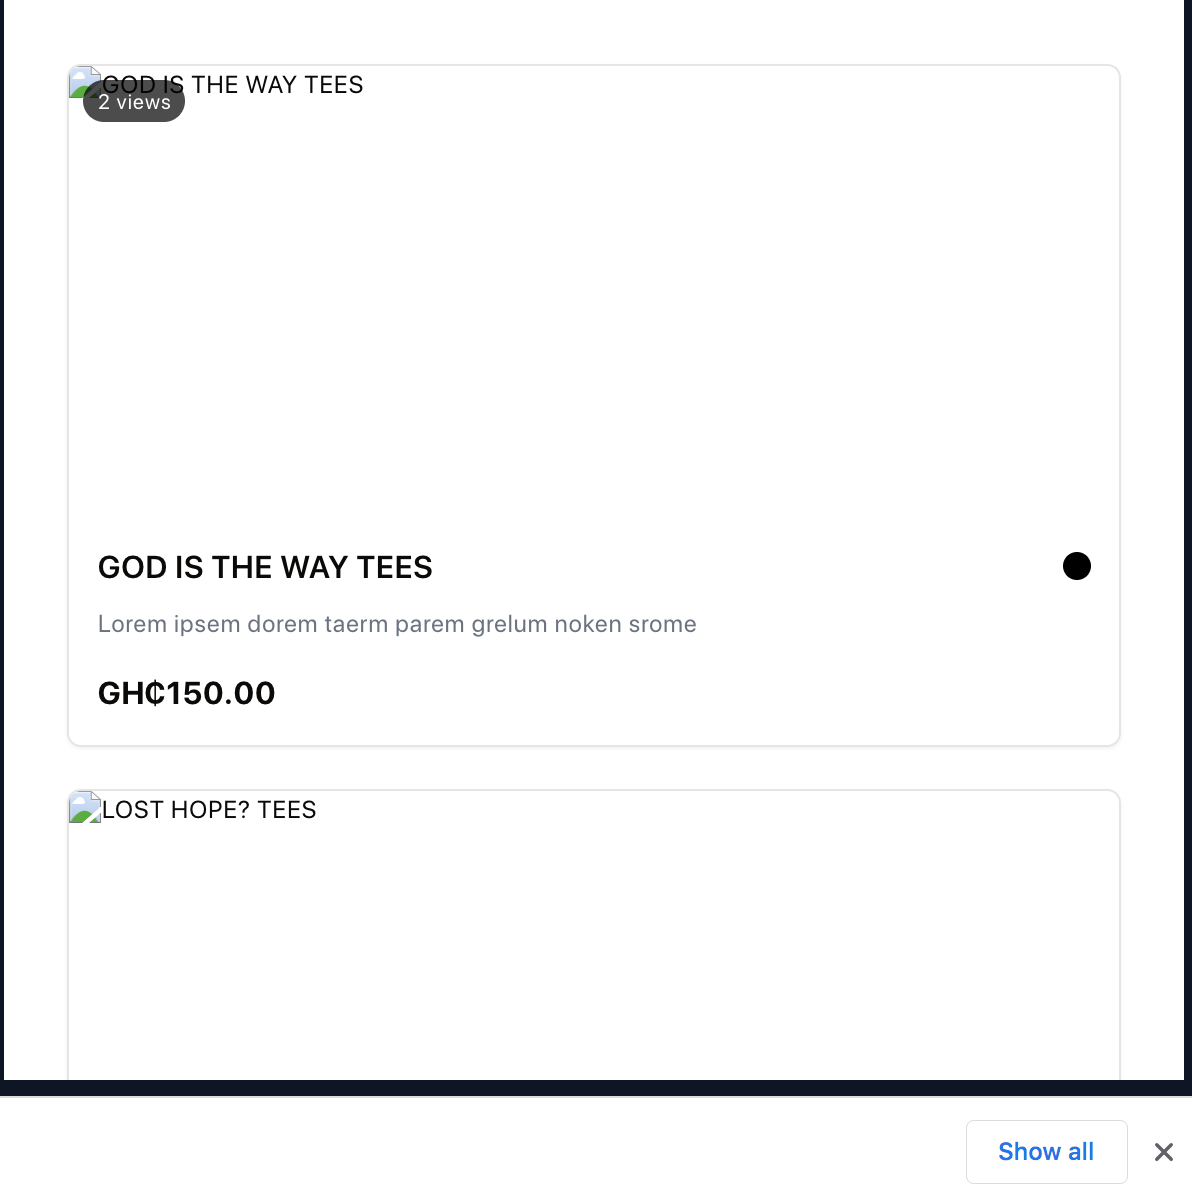 GOD IS THE WAY TEES
2 views
GOD IS THE WAY TEES
Lorem ipsem dorem taerm parem grelum noken srome
GH₵150.00
LOST HOPE? TEES
Show all